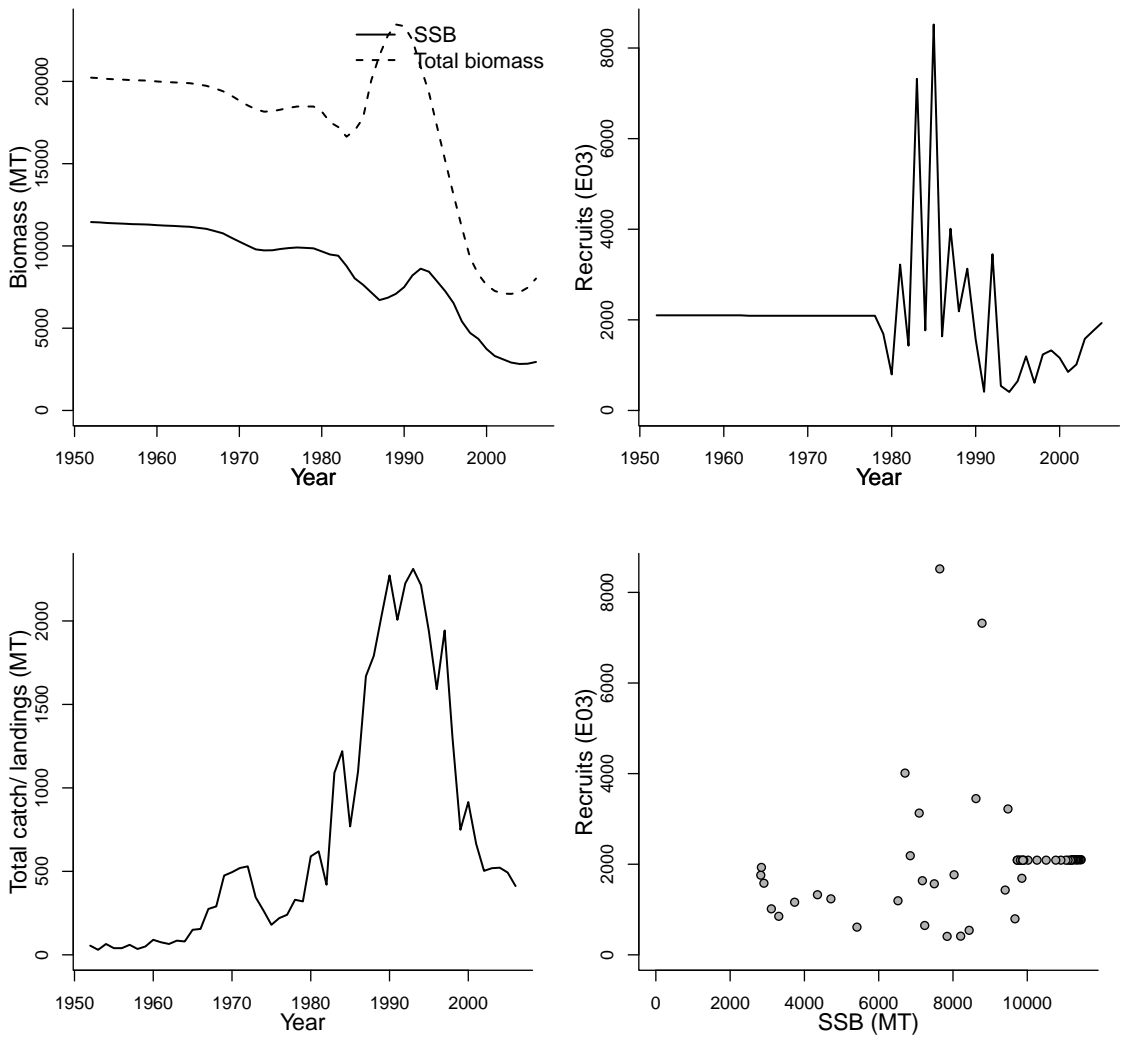 SSB
Total biomass
Biomass (MT)
0
5000
10000
15000
20000
1950 1960 1970 1980 1990 2000
Year
Recruits (E03)
0
2000
4000
6000
8000
1950 1960 1970 1980 1990 2000
Year
Total catch/ landings (MT)
0
500
1000
1500
2000
1950 1960 1970 1980 1990 2000
Year
Recruits (E03)
0
2000
4000
6000
8000
0 2000 4000 6000 8000 10000
SSB (MT)